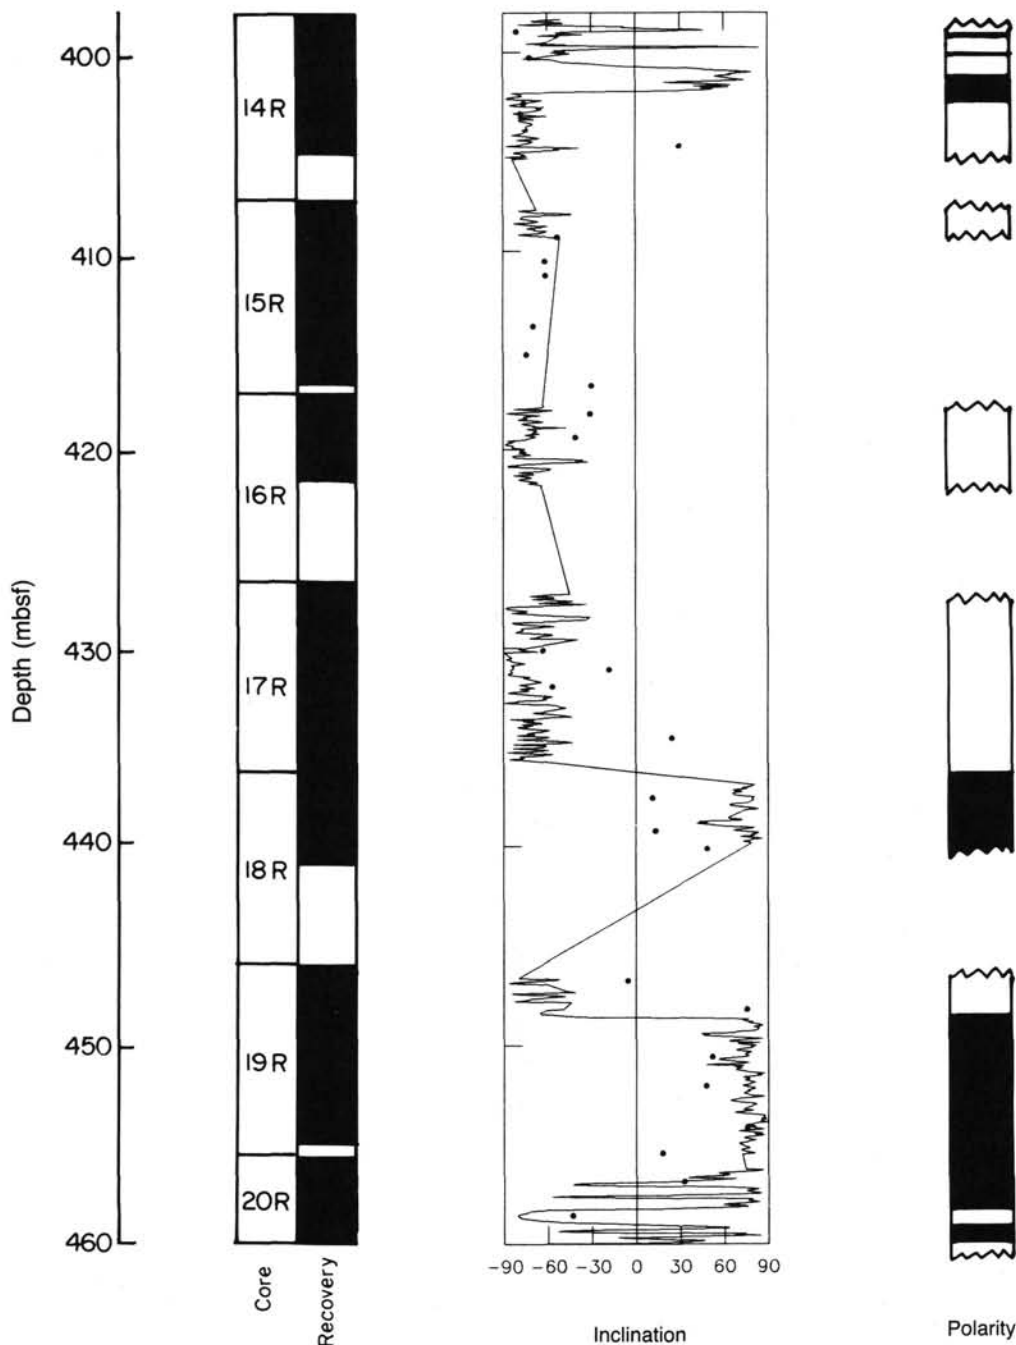 400
14R
410
15R
420
16R
Depth (mbsf)
430
17R
440
18R
450
19R
20R
460
-90 -60 -30 0 30 60 90
Core
Recovery
Inclination
Polarity